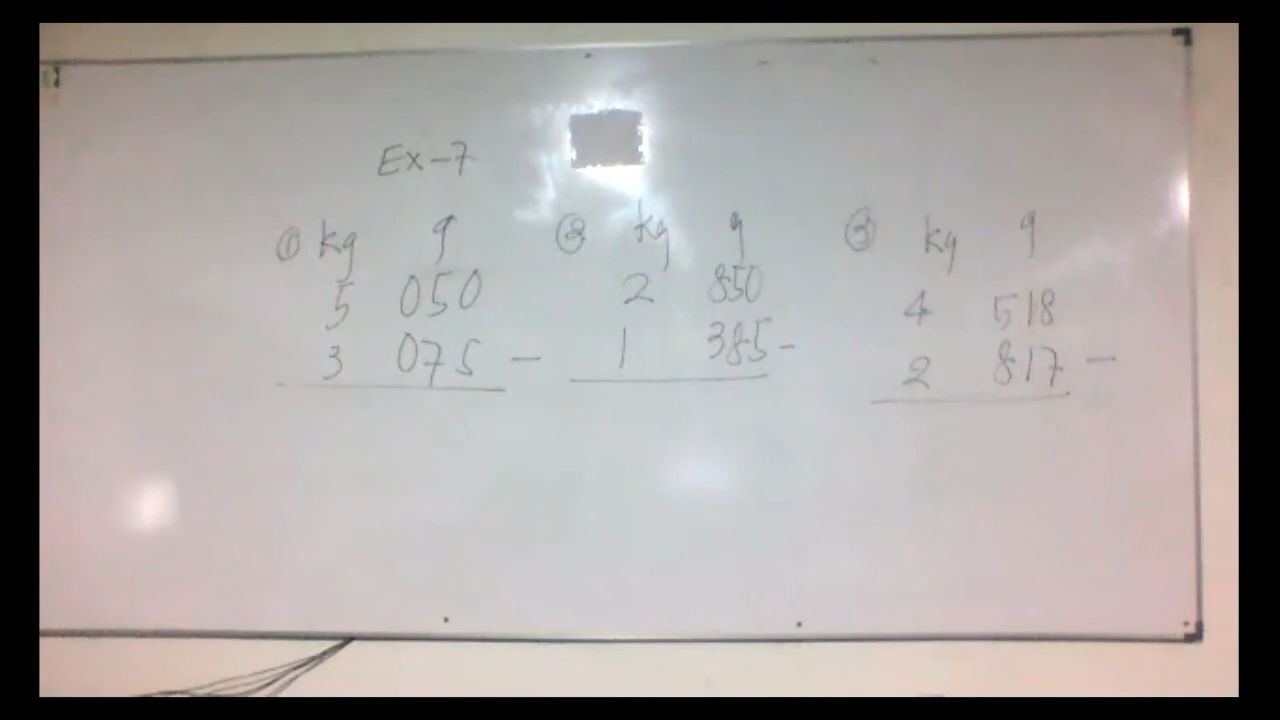 Ex-7
① kg g
5 050
3 075 -
② kg g
2 850
1 385 -
③ kg g
4 518
2 817 -